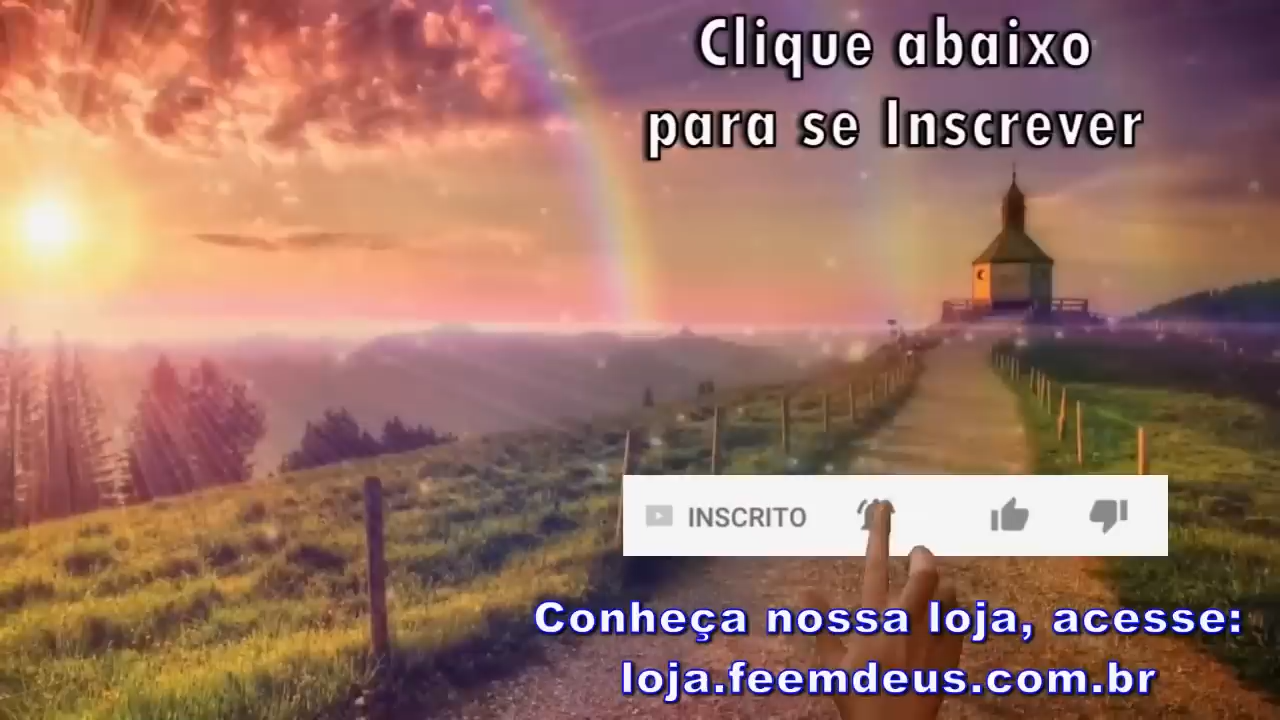 Clique abaixo
para se Inscrever
INSCRITO
Conheça nossa loja, acesse:
loja.feemdeus.com.br